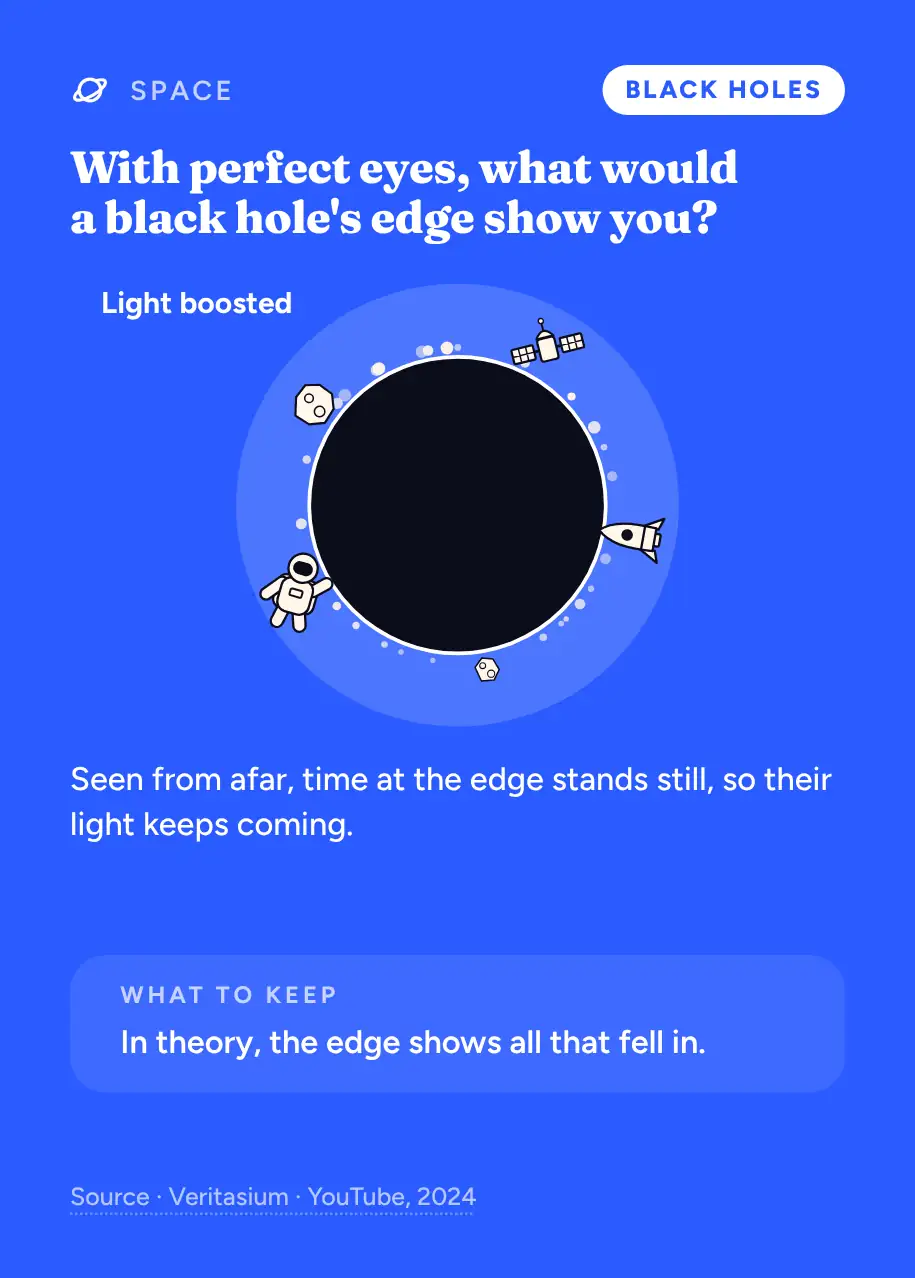 SPACE
BLACK HOLES
With perfect eyes, what would
a black hole's edge show you?
Light boosted
Seen from afar, time at the edge stands still, so their
light keeps coming.
WHAT TO KEEP
In theory, the edge shows all that fell in.
Source · Veritasium · YouTube, 2024